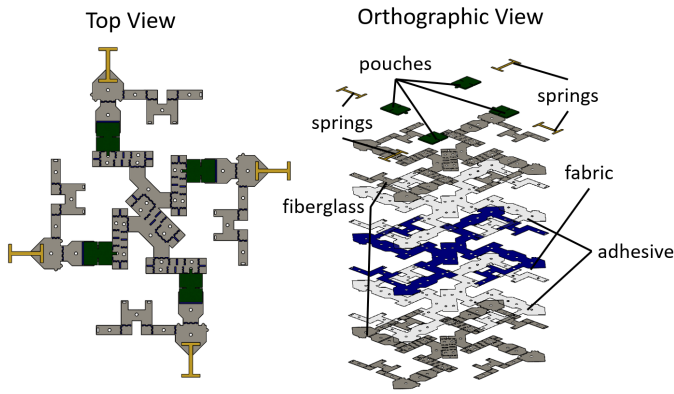 Top View
Orthographic View
pouches
springs
springs
fabric
fiberglass
adhesive